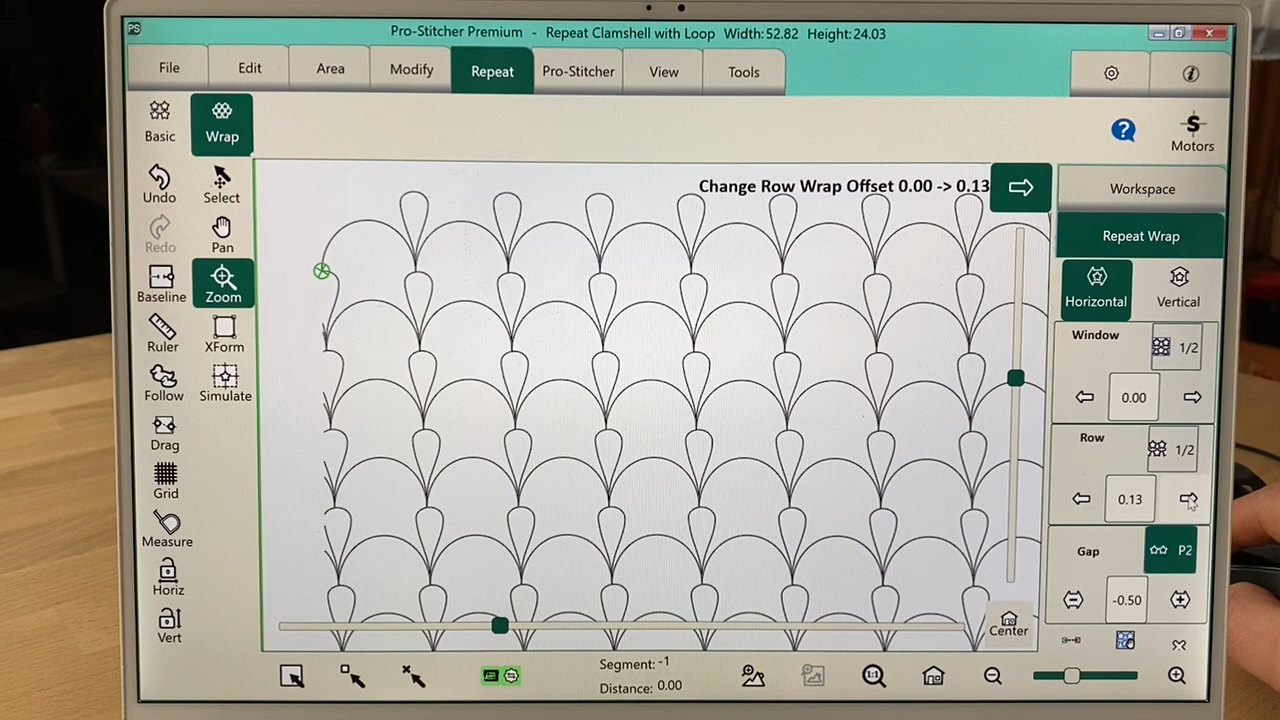 PS Pro-Stitcher Premium - Repeat Clamshell with Loop Width:52.82 Height:24.03
File Edit Area Modify Repeat Pro-Stitcher View Tools
Basic Wrap
? S
Motors
Undo Select
Change Row Wrap Offset 0.00 -> 0.13
Workspace
Redo Pan
Repeat Wrap
Baseline Zoom
Horizontal Vertical
Ruler XForm
Window 1/2
Follow Simulate
0.00
Drag
Row 1/2
Grid
0.13
Measure
Gap P2
Horiz
-0.50
Vert
Center
Segment: -1
Distance: 0.00
1:1